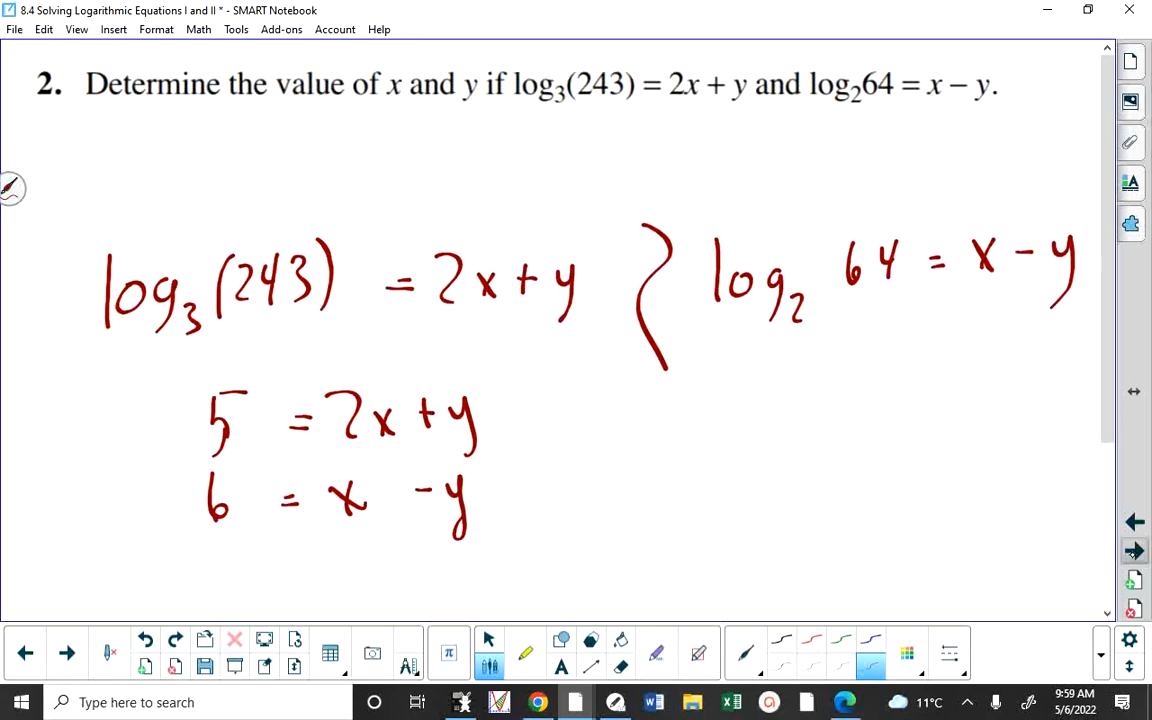 8.4 Solving Logarithmic Equations I and II * - SMART Notebook
File Edit View Insert Format Math Tools Add-ons Account Help
2. Determine the value of x and y if log₃(243) = 2x + y and log₂64 = x − y.
log₃(243) = 2x + y
log₂ 64 = x − y
5 = 2x + y
6 = x − y
A
π
A
Type here to search
11°C
9:59 AM
5/6/2022